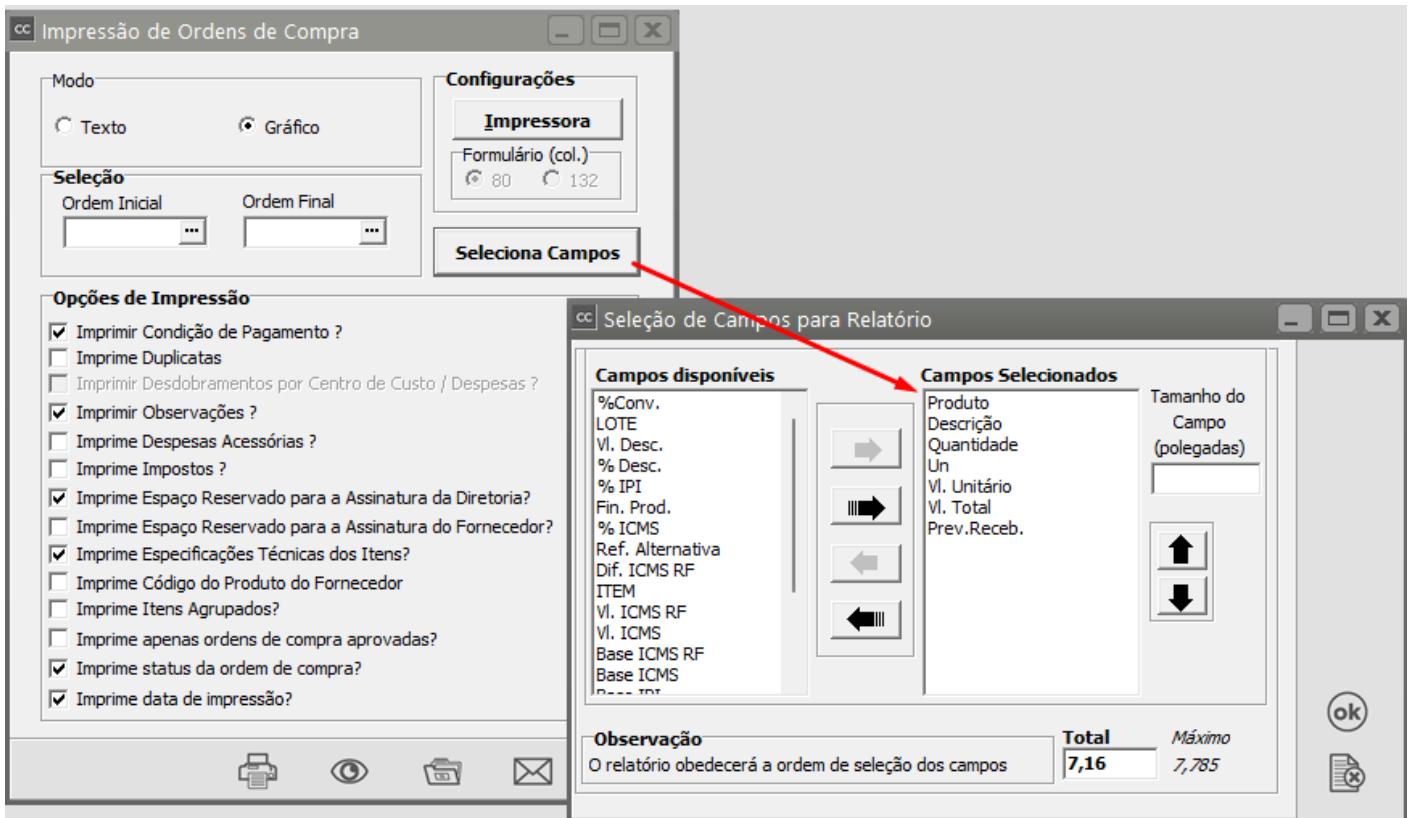 cc Impressão de Ordens de Compra
Modo
Texto Gráfico
Configurações
Impressora
Formulário (col.)
80 132
Seleção
Ordem Inicial Ordem Final
... ...
Seleciona Campos
Opções de Impressão
Imprimir Condição de Pagamento ?
Imprime Duplicatas
Imprimir Desdobramentos por Centro de Custo / Despesas ?
Imprimir Observações ?
Imprime Despesas Acessórias ?
Imprime Impostos ?
Imprime Espaço Reservado para a Assinatura da Diretoria?
Imprime Espaço Reservado para a Assinatura do Fornecedor?
Imprime Especificações Técnicas dos Itens?
Imprime Código do Produto do Fornecedor
Imprime Itens Agrupados?
Imprime apenas ordens de compra aprovadas?
Imprime status da ordem de compra?
Imprime data de impressão?
cc Seleção de Campos para Relatório
Campos disponíveis
%Conv.
LOTE
Vl. Desc.
% Desc.
% IPI
Fin. Prod.
% ICMS
Ref. Alternativa
Dif. ICMS RF
ITEM
Vl. ICMS RF
Vl. ICMS
Base ICMS RF
Base ICMS
Base IPI
Campos Selecionados
Produto
Descrição
Quantidade
Un
Vl. Unitário
Vl. Total
Prev.Receb.
Tamanho do
Campo
(polegadas)
Observação
O relatório obedecerá a ordem de seleção dos campos
Total Máximo
7,16 7,785
ok